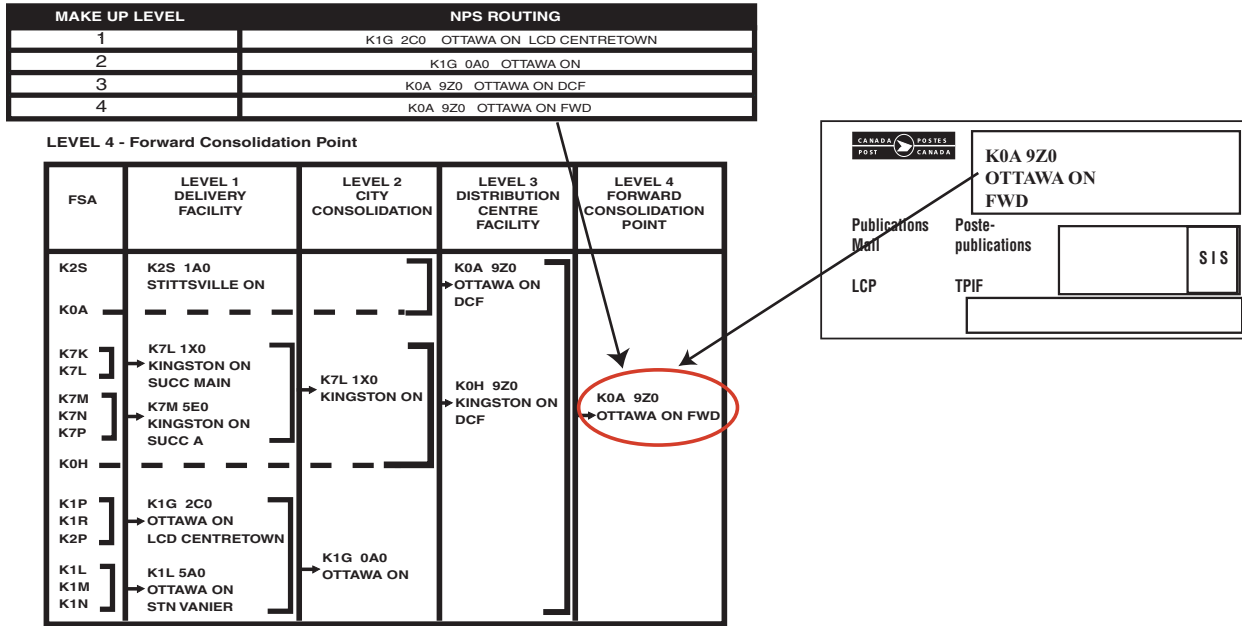 MAKE UP LEVEL NPS ROUTING
1 K1G 2C0 OTTAWA ON LCD CENTRETOWN
2 K1G 0A0 OTTAWA ON
3 K0A 9Z0 OTTAWA ON DCF
4 K0A 9Z0 OTTAWA ON FWD
LEVEL 4 - Forward Consolidation Point
FSA
LEVEL 1
DELIVERY
FACILITY
LEVEL 2
CITY
CONSOLIDATION
LEVEL 3
DISTRIBUTION
CENTRE
FACILITY
LEVEL 4
FORWARD
CONSOLIDATION
POINT
K2S
K0A
K2S 1A0
STITTSVILLE ON
K0A 9Z0
OTTAWA ON
DCF
K7K
K7L
K7L 1X0
KINGSTON ON
SUCC MAIN
K7M
K7N
K7P
K7M 5E0
KINGSTON ON
SUCC A
K7L 1X0
KINGSTON ON
K0H
K0H 9Z0
KINGSTON ON
DCF
K0A 9Z0
OTTAWA ON FWD
K1P
K1R
K2P
K1G 2C0
OTTAWA ON
LCD CENTRETOWN
K1L
K1M
K1N
K1L 5A0
OTTAWA ON
STN VANIER
K1G 0A0
OTTAWA ON
CANADA POSTES
POST CANADA
K0A 9Z0
OTTAWA ON
FWD
Publications
Mail
Poste-
publications
SIS
LCP TPIF